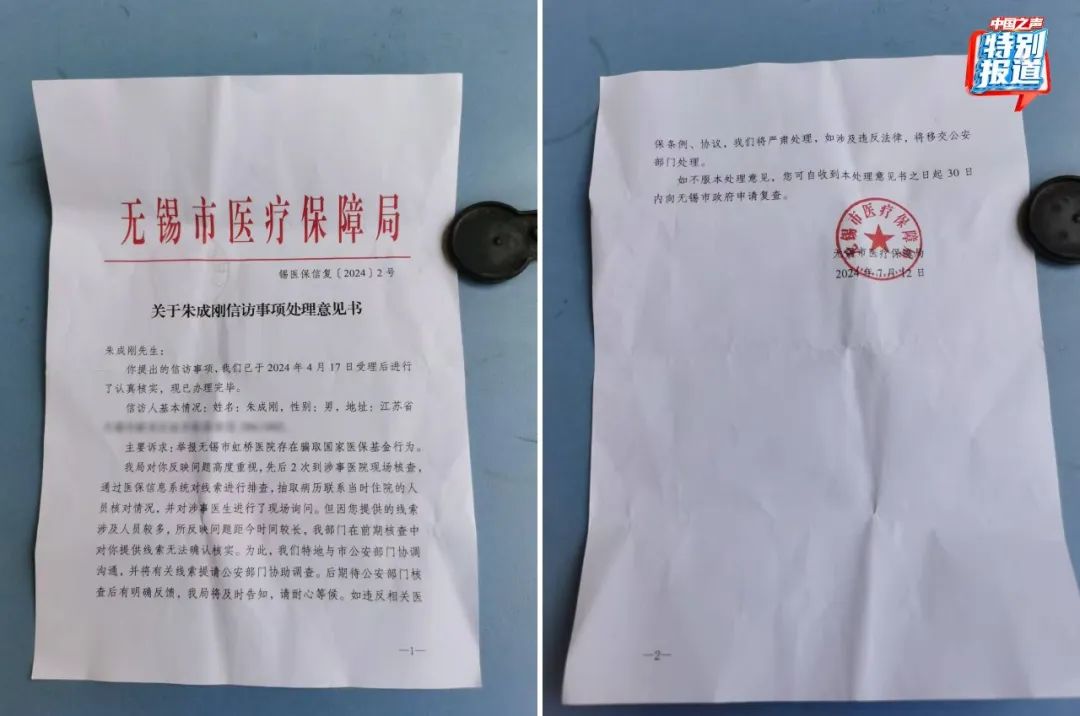 无锡市医疗保障局
锡医保信复〔2024〕2 号
关于朱成刚信访事项处理意见书
朱成刚先生：
你提出的信访事项，我们已于 2024 年 4 月 17 日受理后进行
了认真核实，现已办理完毕。
信访人基本情况：姓名：朱成刚，性别：男，地址：江苏省
主要诉求：举报无锡市虹桥医院存在骗取国家医保基金行为。
我局对你反映问题高度重视，先后 2 次到涉事医院现场核查，
通过医保信息系统对线索进行排查，抽取病历联系当时住院的人
员核对情况，并对涉事医生进行了现场询问。但因您提供的线索
涉及人员较多，所反映问题距今时间较长，我部门在前期核查中
对你提供线索无法确认核实。为此，我们特地与市公安部门协调
沟通，并将有关线索提请公安部门协助调查。后期待公安部门核
查后有明确反馈，我局将及时告知，请耐心等候。如违反相关医
—1—
中国之声
特别
报道
保条例、协议，我们将严肃处理，如涉及违反法律，将移交公安
部门处理。
如不服本处理意见，您可自收到本处理意见书之日起 30 日
内向无锡市政府申请复查。
无锡市医疗保障局
无锡市医疗保障局
2024 年 7 月 12 日
—2—